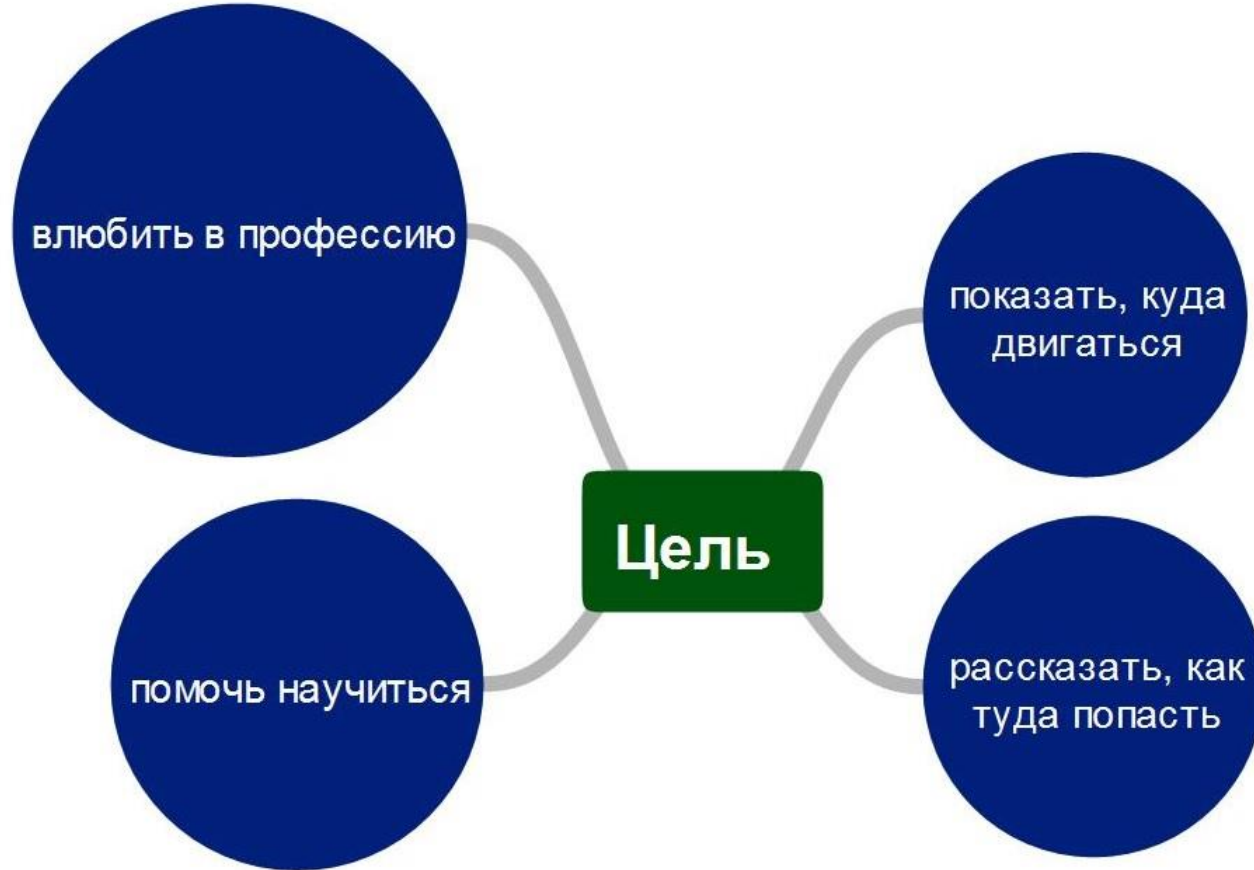 влюбить в профессию
показать, куда
двигаться
Цель
помочь научиться
рассказать, как
туда попасть